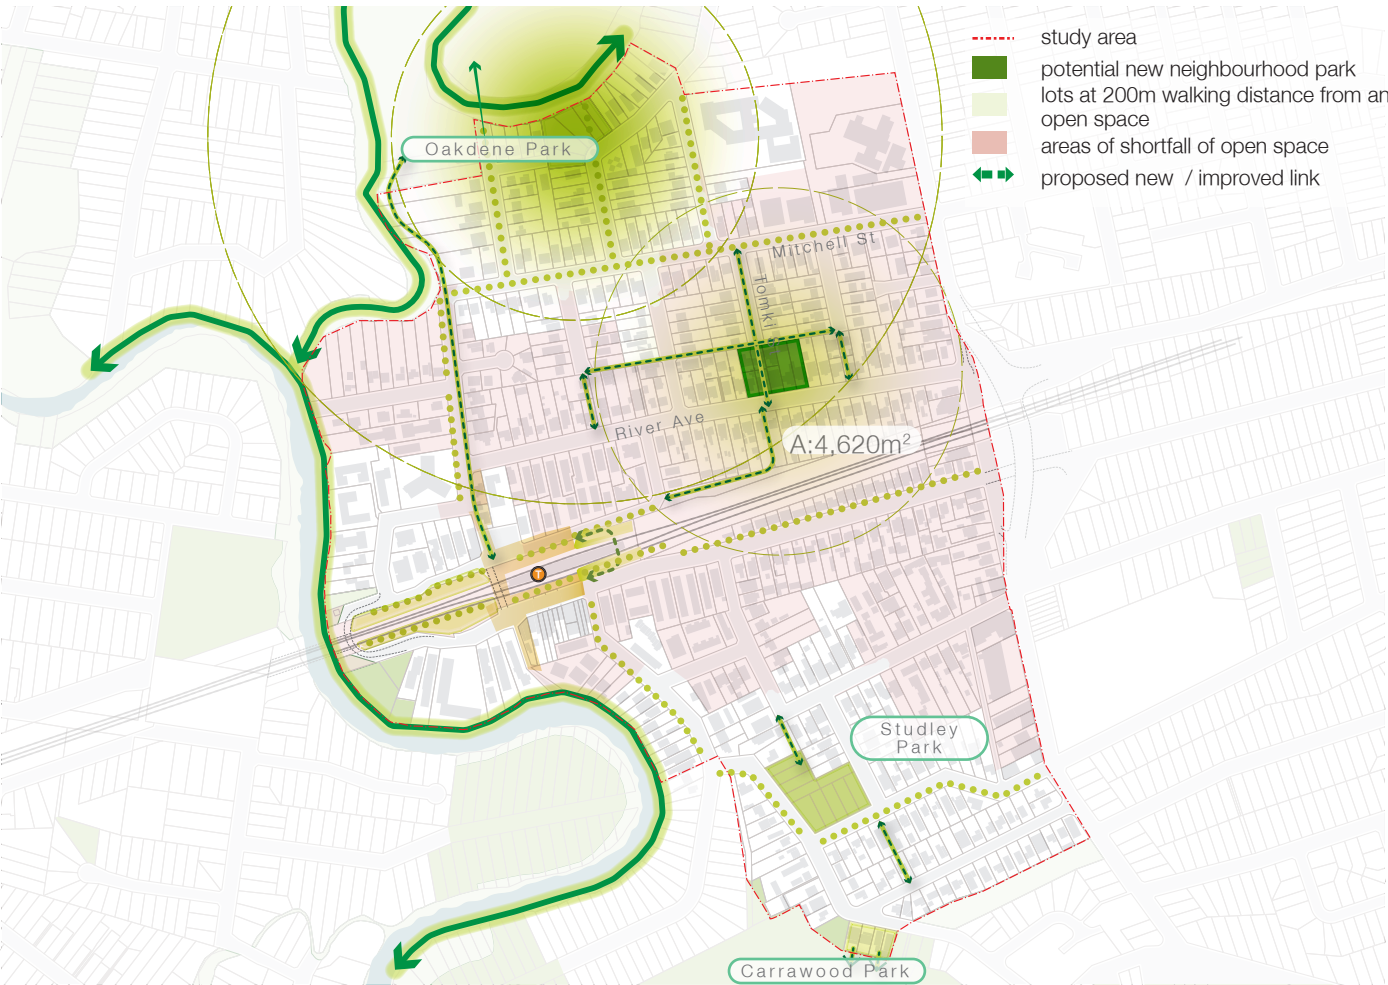 study area
potential new neighbourhood park
lots at 200m walking distance from an
open space
areas of shortfall of open space
proposed new / improved link
Oakdene Park
Mitchell St
Tomki
River Ave
A:4,620m²
T
Studley
Park
Carrawood Park